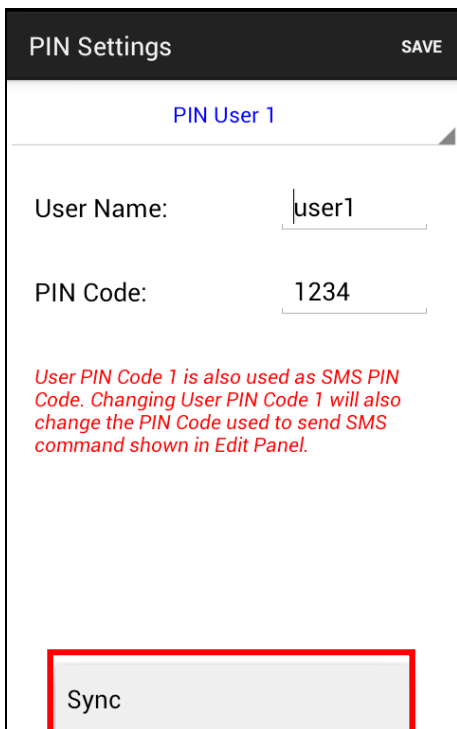 PIN Settings SAVE
PIN User 1
User Name: user1
PIN Code: 1234
User PIN Code 1 is also used as SMS PIN
Code. Changing User PIN Code 1 will also
change the PIN Code used to send SMS
command shown in Edit Panel.
Sync